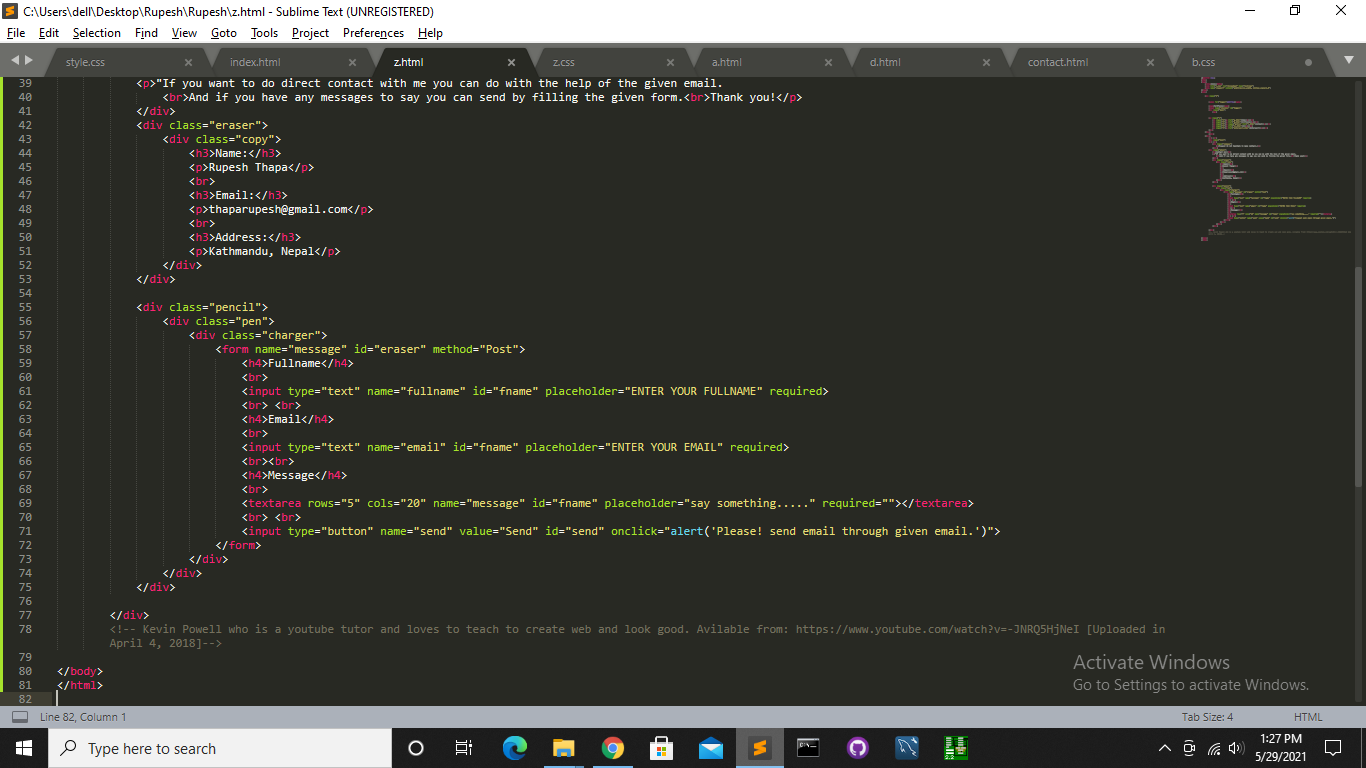 C:\Users\dell\Desktop\Rupesh\Rupesh\z.html - Sublime Text (UNREGISTERED)
File Edit Selection Find View Goto Tools Project Preferences Help
style.css × index.html × z.html × z.css × a.html × d.html × contact.html × b.css
39 <p>"If you want to do direct contact with me you can do with the help of the given email.
40 <br>And if you have any messages to say you can send by filling the given form.<br>Thank you!</p>
41 </div>
42 <div class="eraser">
43 <div class="copy">
44 <h3>Name:</h3>
45 <p>Rupesh Thapa</p>
46 <br>
47 <h3>Email:</h3>
48 <p>thaparupesh@gmail.com</p>
49 <br>
50 <h3>Address:</h3>
51 <p>Kathmandu, Nepal</p>
52 </div>
53 </div>
54
55 <div class="pencil">
56 <div class="pen">
57 <div class="charger">
58 <form name="message" id="eraser" method="Post">
59 <h4>Fullname</h4>
60 <br>
61 <input type="text" name="fullname" id="fname" placeholder="ENTER YOUR FULLNAME" required>
62 <br> <br>
63 <h4>Email</h4>
64 <br>
65 <input type="text" name="email" id="fname" placeholder="ENTER YOUR EMAIL" required>
66 <br><br>
67 <h4>Message</h4>
68 <br>
69 <textarea rows="5" cols="20" name="message" id="fname" placeholder="say something....." required=""></textarea>
70 <br> <br>
71 <input type="button" name="send" value="Send" id="send" onclick="alert('Please! send email through given email.')">
72 </form>
73 </div>
74 </div>
75 </div>
76
77 </div>
78 <!-- Kevin Powell who is a youtube tutor and loves to teach to create web and look good. Avilable from: https://www.youtube.com/watch?v=-JNRQ5HjNeI [Uploaded in
April 4, 2018]-->
79
80 </body>
81 </html>
82
Activate Windows
Go to Settings to activate Windows.
Line 82, Column 1 Tab Size: 4 HTML
Type here to search
1:27 PM
5/29/2021